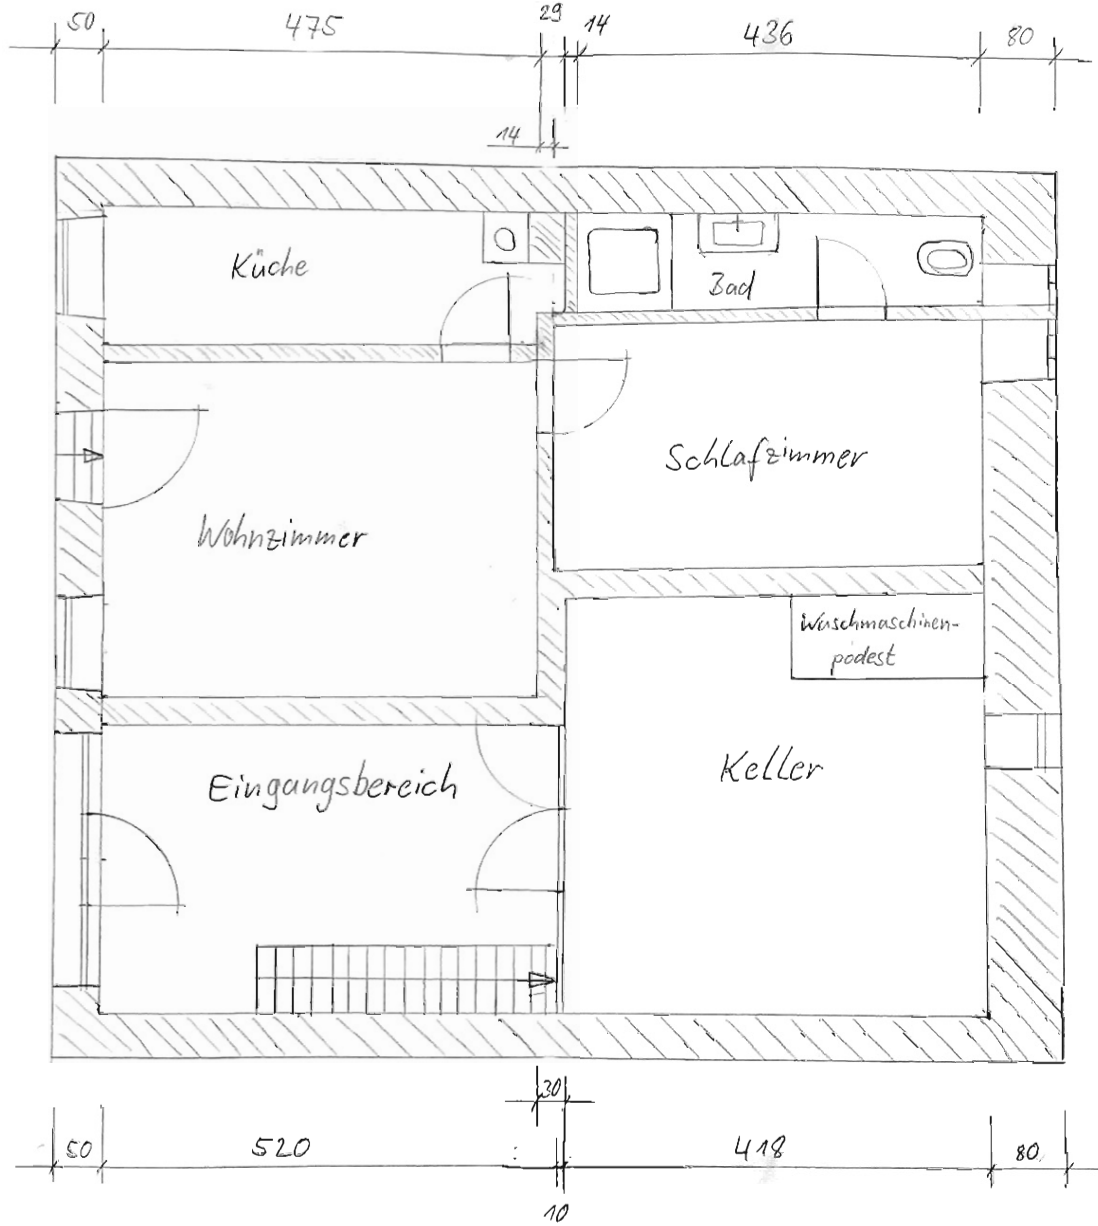 50 475 29 14 436 80
14
Küche
Bad
Schlafzimmer
Wohnzimmer
Waschmaschinen-
podest
Keller
Eingangsbereich
30
50 520 418 80
10